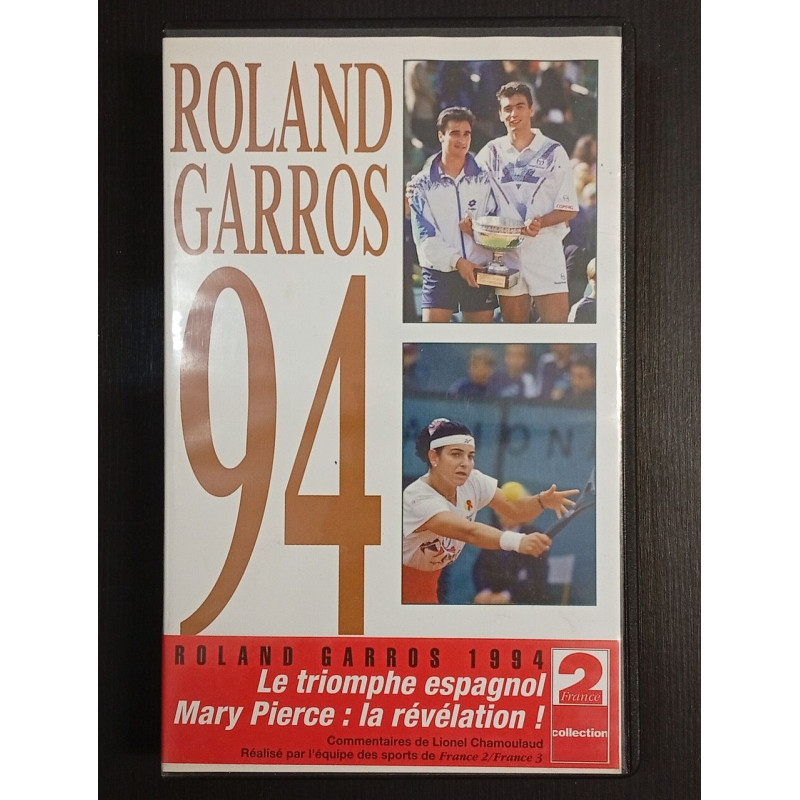 ROLAND
GARROS
94
ROLAND GARROS 1994
Le triomphe espagnol
Mary Pierce : la révélation !
Commentaires de Lionel Chamoulaud
Réalisé par l'équipe des sports de France 2/France 3
2
France
collection